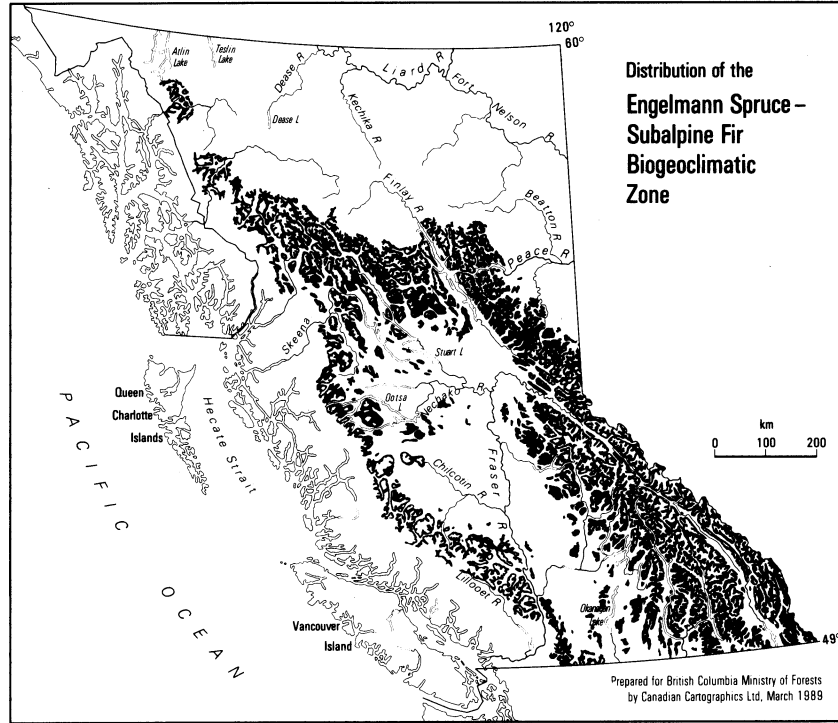 120°
60°
Distribution of the
Engelmann Spruce –
Subalpine Fir
Biogeoclimatic
Zone
Atlin
Lake
Teslin
Lake
Dease R
Liard R
Fort
Nelson R
Dease L
Kechika R
Finlay R
Beatton R
Peace R
Skeena
Stuart L
Ootsa
L
Nechako R
Queen
Charlotte
Islands
Hecate Strait
Fraser R
Chilcotin R
km
0 100 200
PACIFIC OCEAN
Lillooet R
Okanagan
Lake
Vancouver
Island
49°
Prepared for British Columbia Ministry of Forests
by Canadian Cartographics Ltd, March 1989